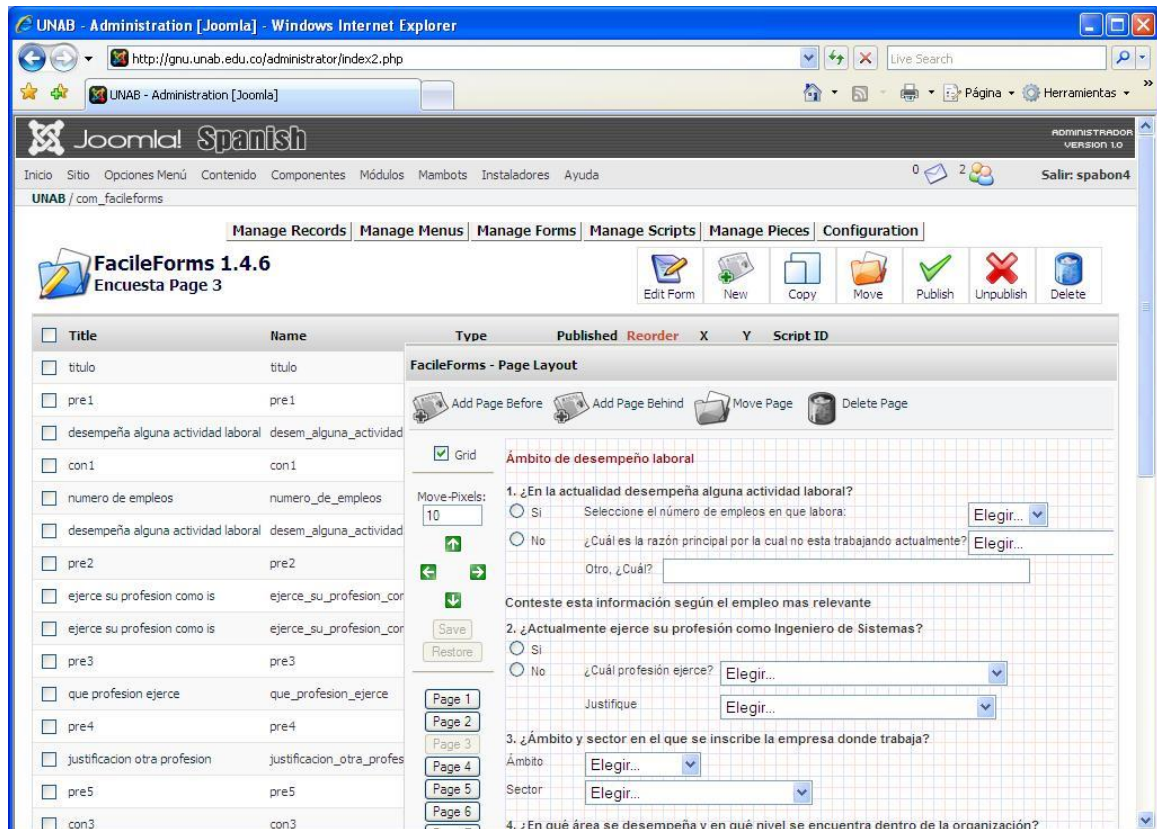 UNAB - Administration [Joomla] - Windows Internet Explorer
http://gnu.unab.edu.co/administrator/index2.php
Live Search
UNAB - Administration [Joomla]
Página
Herramientas
Joomla! Spanish
ADMINISTRADOR
VERSION 1.0
Inicio Sitio Opciones Menú Contenido Componentes Módulos Mambots Instaladores Ayuda 0 2 Salir: spabon4
UNAB / com_facileforms
Manage Records Manage Menus Manage Forms Manage Scripts Manage Pieces Configuration
FacileForms 1.4.6
Encuesta Page 3
Edit Form New Copy Move Publish Unpublish Delete
Title Name Type Published Reorder X Y Script ID
titulo titulo
pre1 pre1
desempeña alguna actividad laboral desem_alguna_actividad
con1 con1
numero de empleos numero_de_empleos
desempeña alguna actividad laboral desem_alguna_actividad
pre2 pre2
ejerce su profesion como is ejerce_su_profesion_cor
ejerce su profesion como is ejerce_su_profesion_cor
pre3 pre3
que profesion ejerce que_profesion_ejerce
pre4 pre4
justificacion otra profesion justificacion_otra_profes
pre5 pre5
con3 con3
FacileForms - Page Layout
Add Page Before Add Page Behind Move Page Delete Page
Grid
Move-Pixels:
10
Save
Restore
Page 1
Page 2
Page 3
Page 4
Page 5
Page 6
Ámbito de desempeño laboral
1. ¿En la actualidad desempeña alguna actividad laboral?
Si Seleccione el número de empleos en que labora: Elegir...
No ¿Cuál es la razón principal por la cual no esta trabajando actualmente? Elegir...
Otro, ¿Cuál?
Conteste esta información según el empleo mas relevante
2. ¿Actualmente ejerce su profesión como Ingeniero de Sistemas?
Si
No ¿Cuál profesión ejerce? Elegir...
Justifique Elegir...
3. ¿Ámbito y sector en el que se inscribe la empresa donde trabaja?
Ámbito Elegir...
Sector Elegir...
4. ¿En qué área se desempeña y en qué nivel se encuentra dentro de la organización?